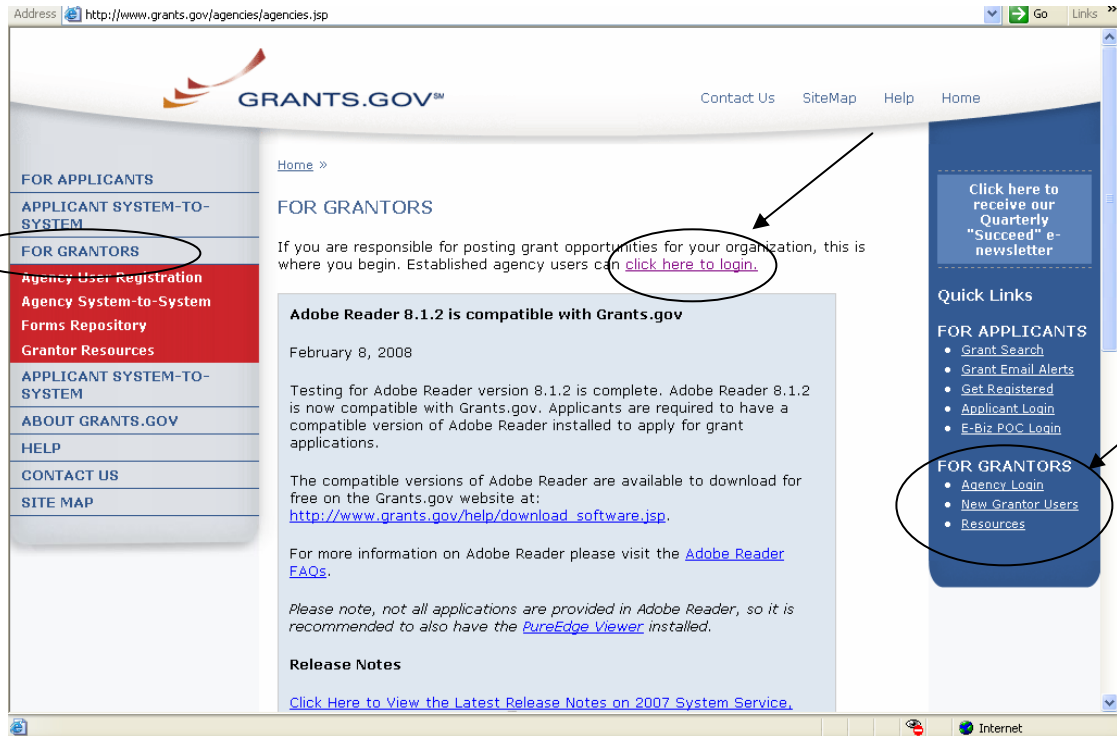 Address http://www.grants.gov/agencies/agencies.jsp Go Links »
GRANTS.GOV℠
Contact Us SiteMap Help Home
FOR APPLICANTS
APPLICANT SYSTEM-TO-
SYSTEM
FOR GRANTORS
Agency User Registration
Agency System-to-System
Forms Repository
Grantor Resources
APPLICANT SYSTEM-TO-
SYSTEM
ABOUT GRANTS.GOV
HELP
CONTACT US
SITE MAP
Home »
FOR GRANTORS
If you are responsible for posting grant opportunities for your organization, this is
where you begin. Established agency users can click here to login.
Adobe Reader 8.1.2 is compatible with Grants.gov
February 8, 2008
Testing for Adobe Reader version 8.1.2 is complete. Adobe Reader 8.1.2
is now compatible with Grants.gov. Applicants are required to have a
compatible version of Adobe Reader installed to apply for grant
applications.
The compatible versions of Adobe Reader are available to download for
free on the Grants.gov website at:
http://www.grants.gov/help/download_software.jsp.
For more information on Adobe Reader please visit the Adobe Reader
FAQs.
Please note, not all applications are provided in Adobe Reader, so it is
recommended to also have the PureEdge Viewer installed.
Release Notes
Click Here to View the Latest Release Notes on 2007 System Service,
Click here to
receive our
Quarterly
"Succeed" e-
newsletter
Quick Links
FOR APPLICANTS
• Grant Search
• Grant Email Alerts
• Get Registered
• Applicant Login
• E-Biz POC Login
FOR GRANTORS
• Agency Login
• New Grantor Users
• Resources
Internet